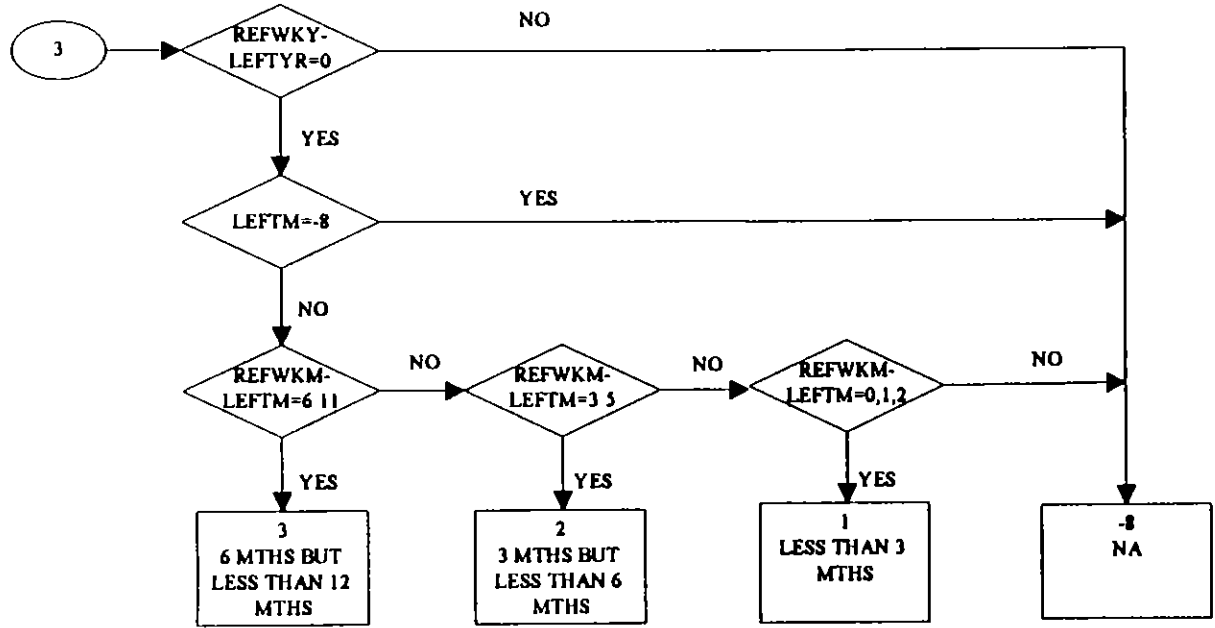 3
REFWKY-
LEFTYR=0
NO
YES
LEFTM=-8
YES
NO
REFWKM-
LEFTM=6 11
NO
REFWKM-
LEFTM=3 5
NO
REFWKM-
LEFTM=0,1,2
NO
YES
YES
YES
3
6 MTHS BUT
LESS THAN 12
MTHS
2
3 MTHS BUT
LESS THAN 6
MTHS
1
LESS THAN 3
MTHS
-8
NA